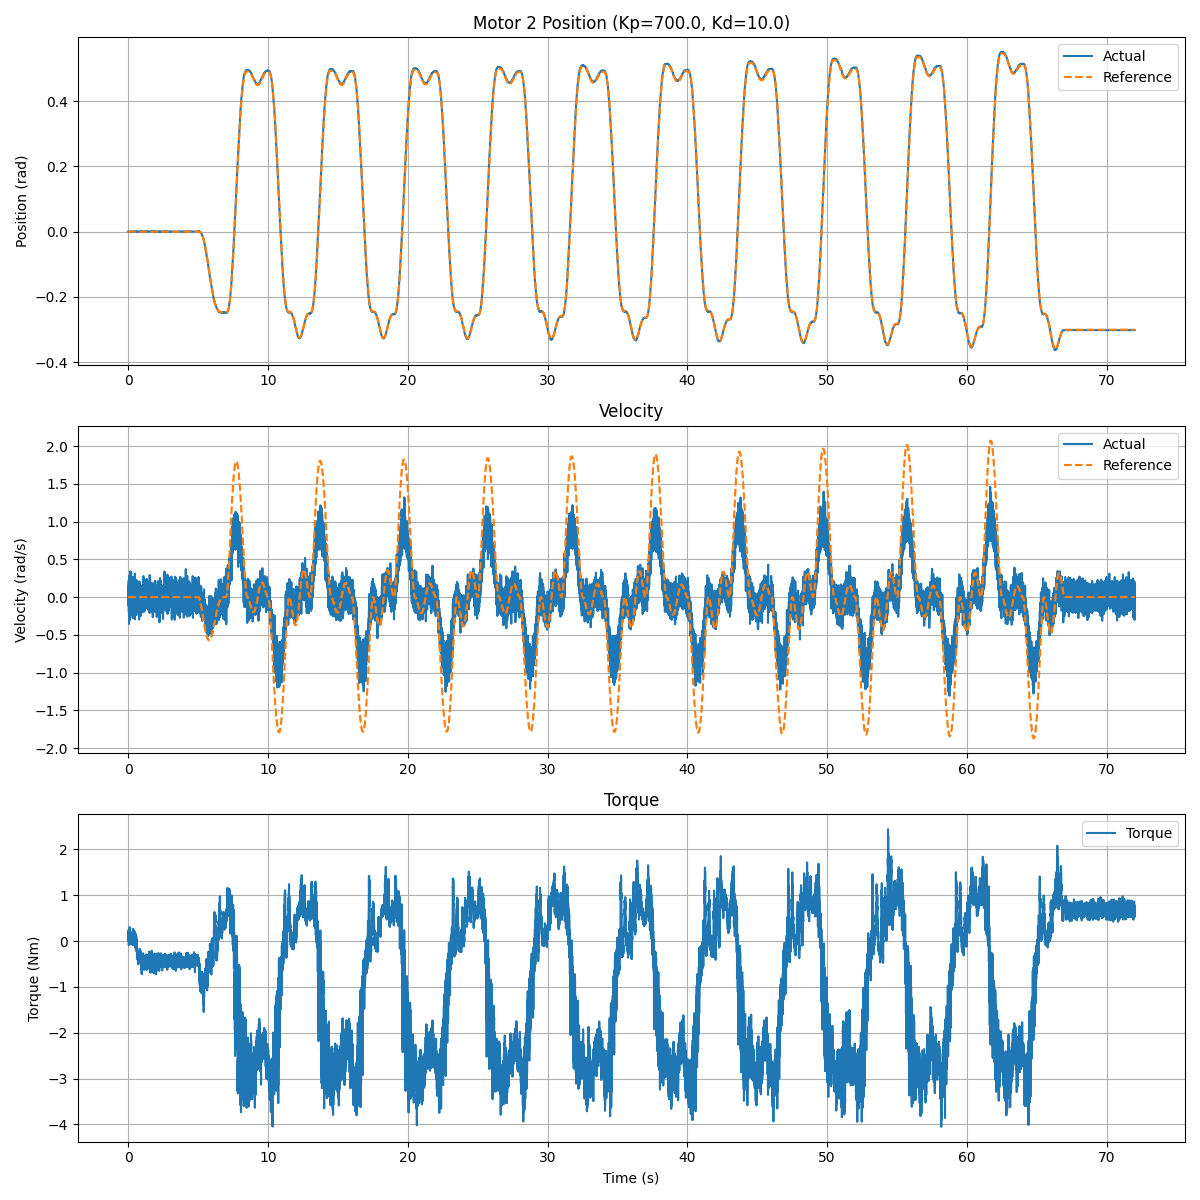 Motor 2 Position (Kp=700.0, Kd=10.0)
Actual
Reference
Position (rad)
0.4
0.2
0.0
−0.2
−0.4
0 10 20 30 40 50 60 70
Velocity
Actual
Reference
Velocity (rad/s)
2.0
1.5
1.0
0.5
0.0
−0.5
−1.0
−1.5
−2.0
0 10 20 30 40 50 60 70
Torque
Torque
Torque (Nm)
2
1
0
−1
−2
−3
−4
0 10 20 30 40 50 60 70
Time (s)